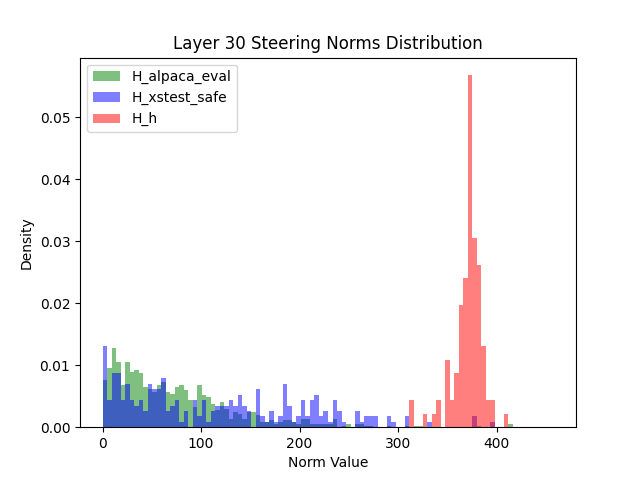 Layer 30 Steering Norms Distribution
H_alpaca_eval
H_xstest_safe
H_h
Density
0.05
0.04
0.03
0.02
0.01
0.00
0
100
200
300
400
Norm Value